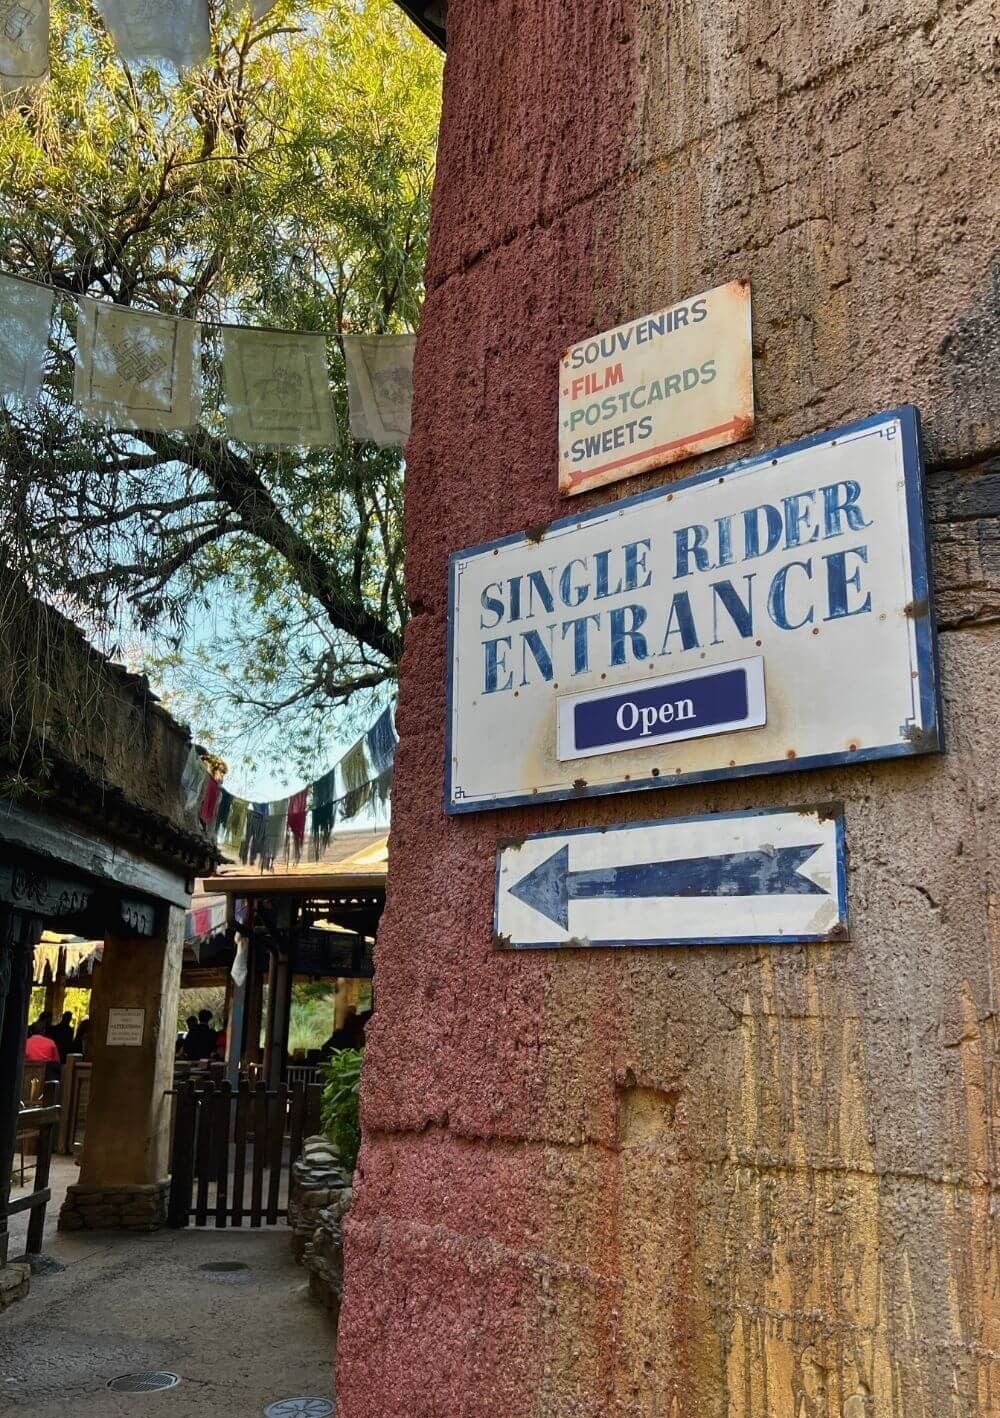 ·SOUVENIRS
·FILM
·POSTCARDS
·SWEETS
SINGLE RIDER
ENTRANCE
Open